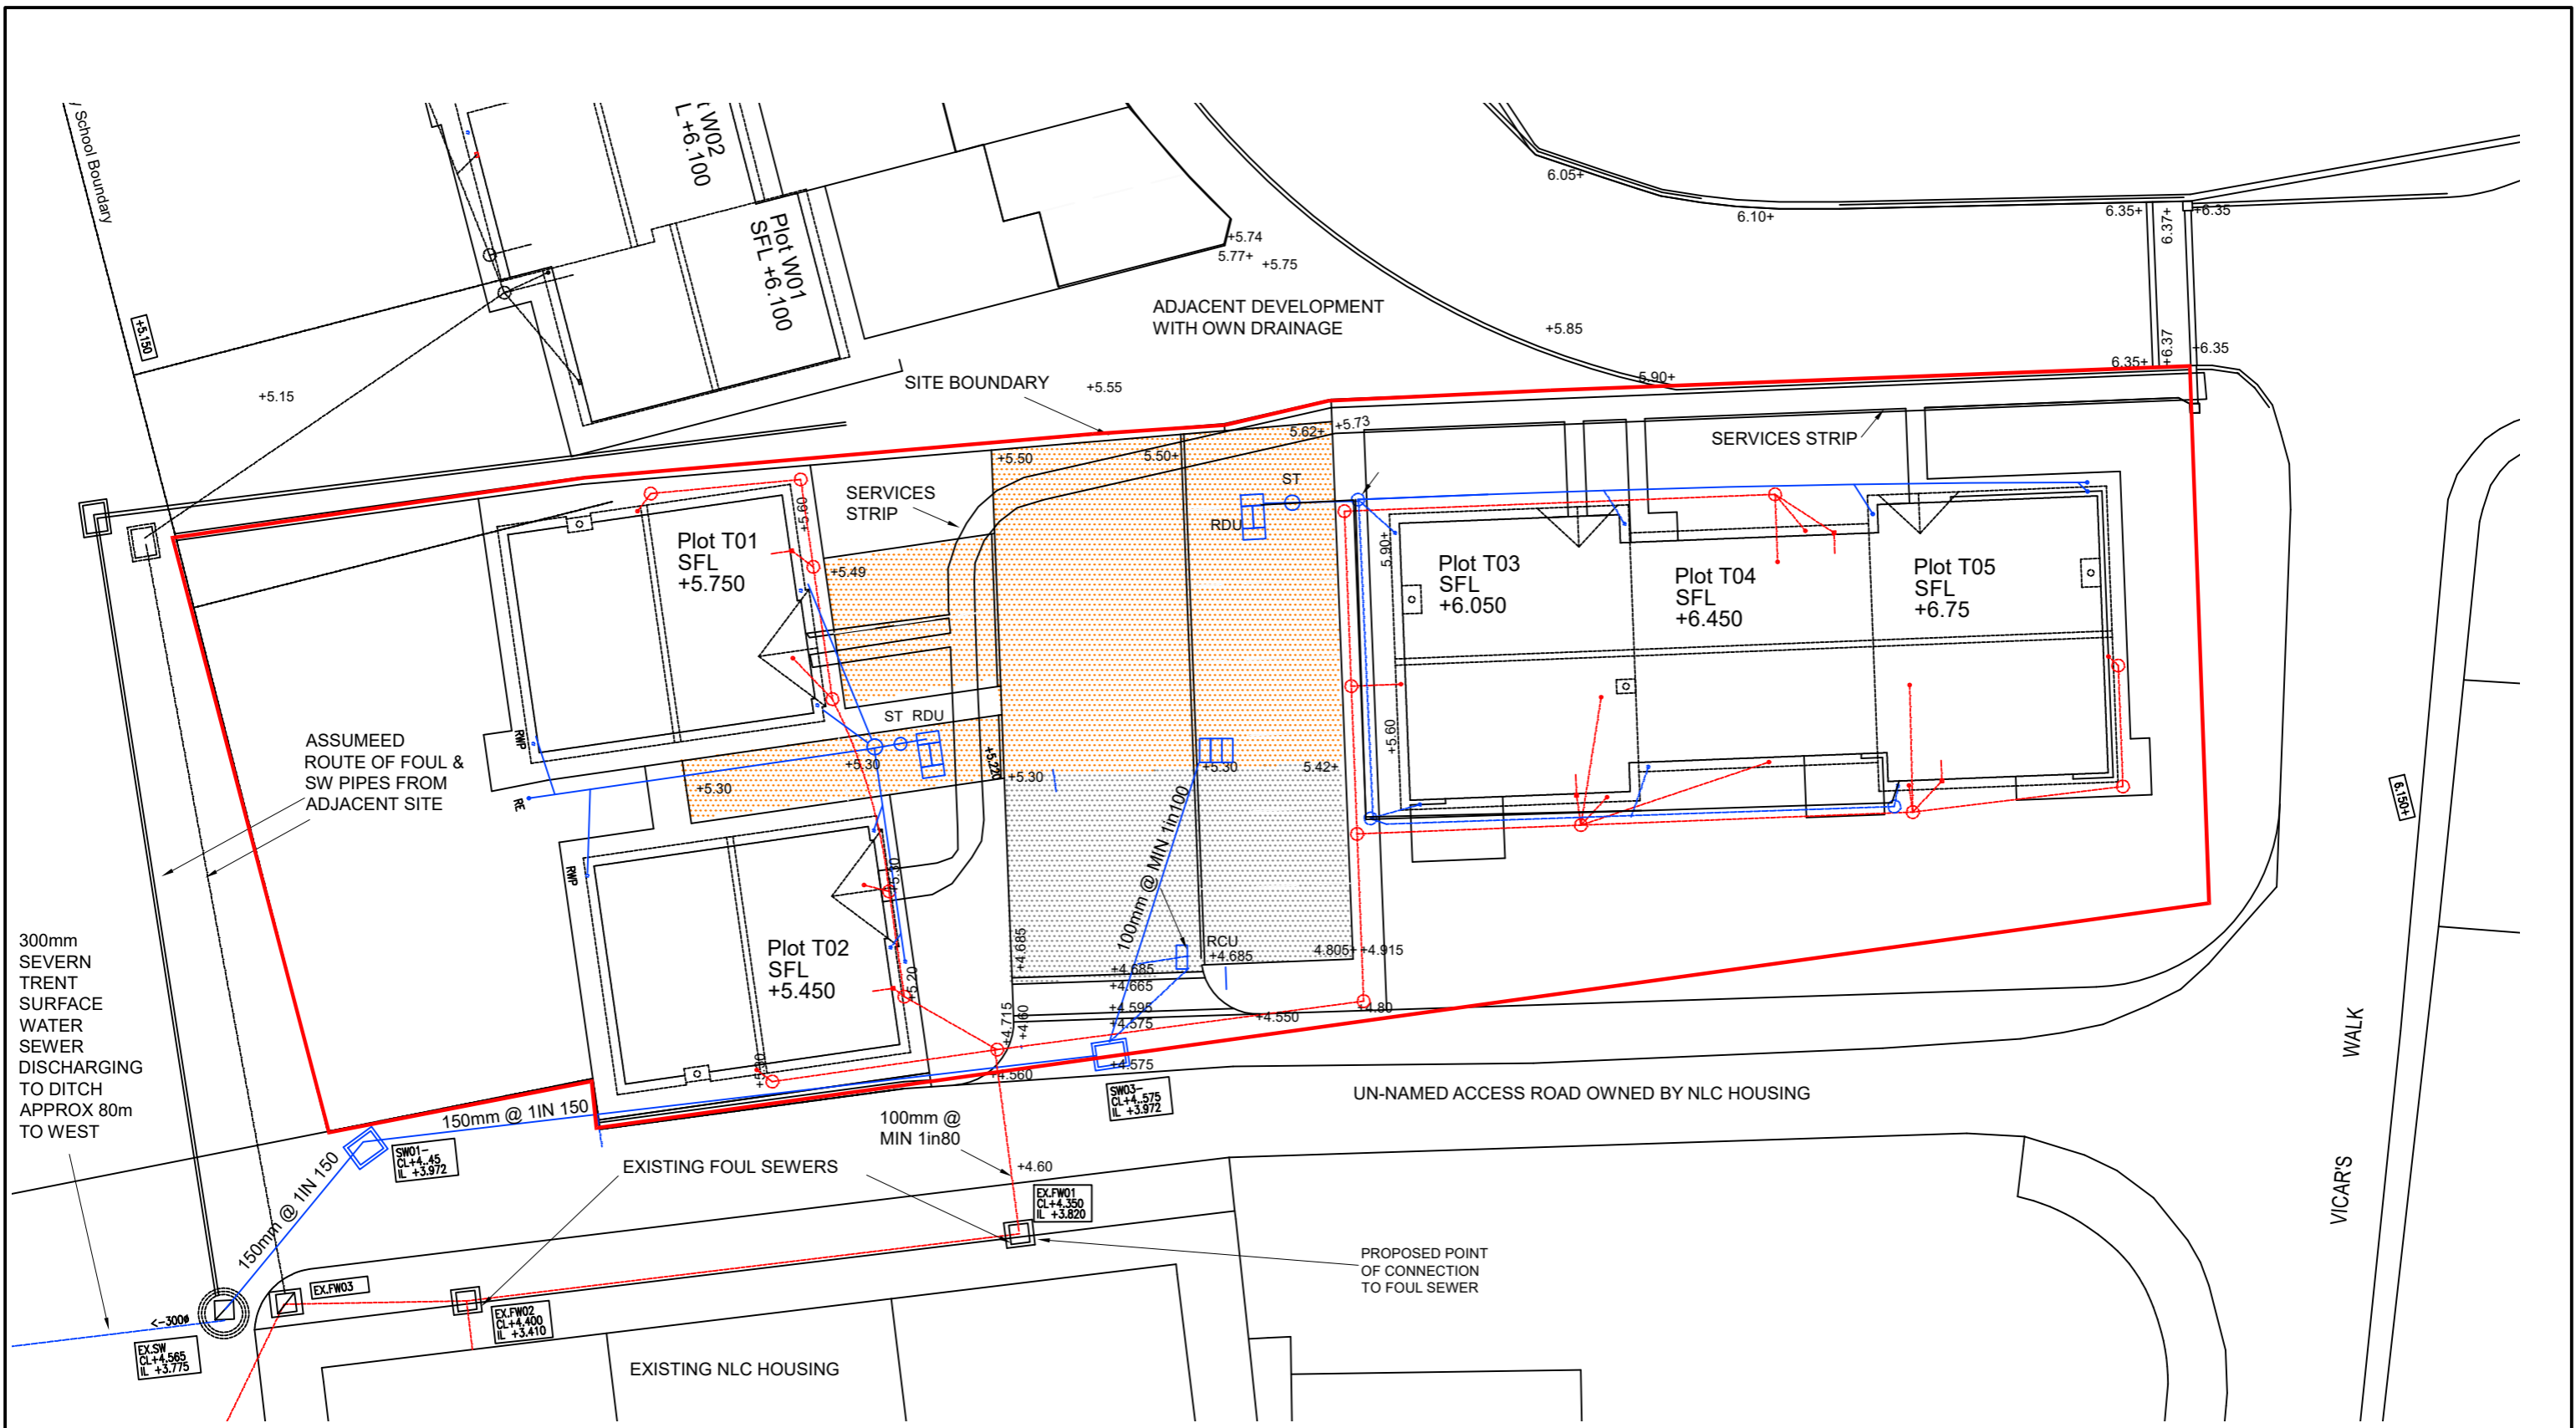 y School Boundary
t W02
L +6.100
Plot W01
SFL +6.100
+5.150
+5.15
+5.74
5.77+
+5.75
6.05+
6.10+
6.35+
6.37+
+6.35
ADJACENT DEVELOPMENT
WITH OWN DRAINAGE
+5.85
6.35+
+6.37
+6.35
SITE BOUNDARY
+5.55
5.90+
5.62+
+5.73
SERVICES STRIP
+5.50
5.50+
ST
RDU
SERVICES
STRIP
+5.60
Plot T01
SFL
+5.750
+5.49
5.90+
Plot T03
SFL
+6.050
Plot T04
SFL
+6.450
Plot T05
SFL
+6.75
ST RDU
+5.30
+5.220
+5.30
+5.30
+5.30
5.42+
+5.60
RWP
RE
RWP
ASSUMEED
ROUTE OF FOUL &
SW PIPES FROM
ADJACENT SITE
6.150+
100mm @ MIN 1in100
+5.30
Plot T02
SFL
+5.450
+5.20
+4.685
RCU
+4.685
+4.685
4.805+
+4.915
+4.665
+4.595
+4.575
+4.715
+4.60
+4.550
+4.80
300mm
SEVERN
TRENT
SURFACE
WATER
SEWER
DISCHARGING
TO DITCH
APPROX 80m
TO WEST
+4.560
+4.575
SW03-
CL+4..575
IL +3.972
UN-NAMED ACCESS ROAD OWNED BY NLC HOUSING
VICAR'S WALK
150mm @ 1IN 150
100mm @
MIN 1in80
SW01-
CL+4..45
IL +3.972
EXISTING FOUL SEWERS
+4.60
EX.FW01
CL+4.350
IL +3.820
150mm @ 1IN 150
PROPOSED POINT
OF CONNECTION
TO FOUL SEWER
EX.FW03
<-300ø
EX.FW02
CL+4.400
IL +3.410
EX.SW
CL+4.565
IL +3.775
EXISTING NLC HOUSING